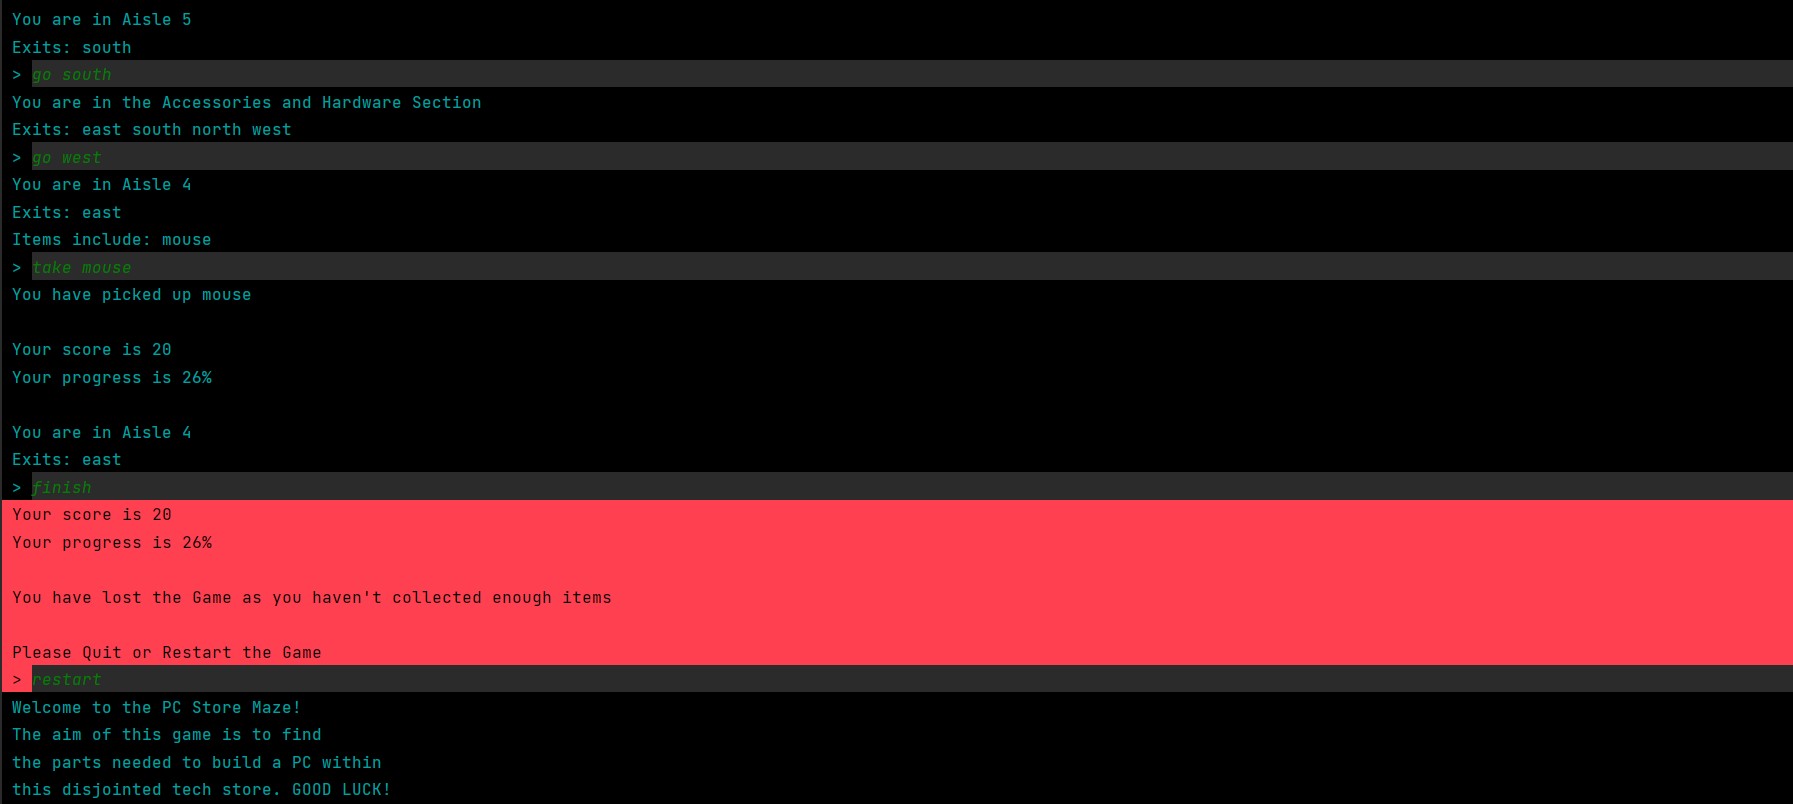 You are in Aisle 5
Exits: south
> go south
You are in the Accessories and Hardware Section
Exits: east south north west
> go west
You are in Aisle 4
Exits: east
Items include: mouse
> take mouse
You have picked up mouse
Your score is 20
Your progress is 26%
You are in Aisle 4
Exits: east
> finish
Your score is 20
Your progress is 26%
You have lost the Game as you haven't collected enough items
Please Quit or Restart the Game
> restart
Welcome to the PC Store Maze!
The aim of this game is to find
the parts needed to build a PC within
this disjointed tech store. GOOD LUCK!